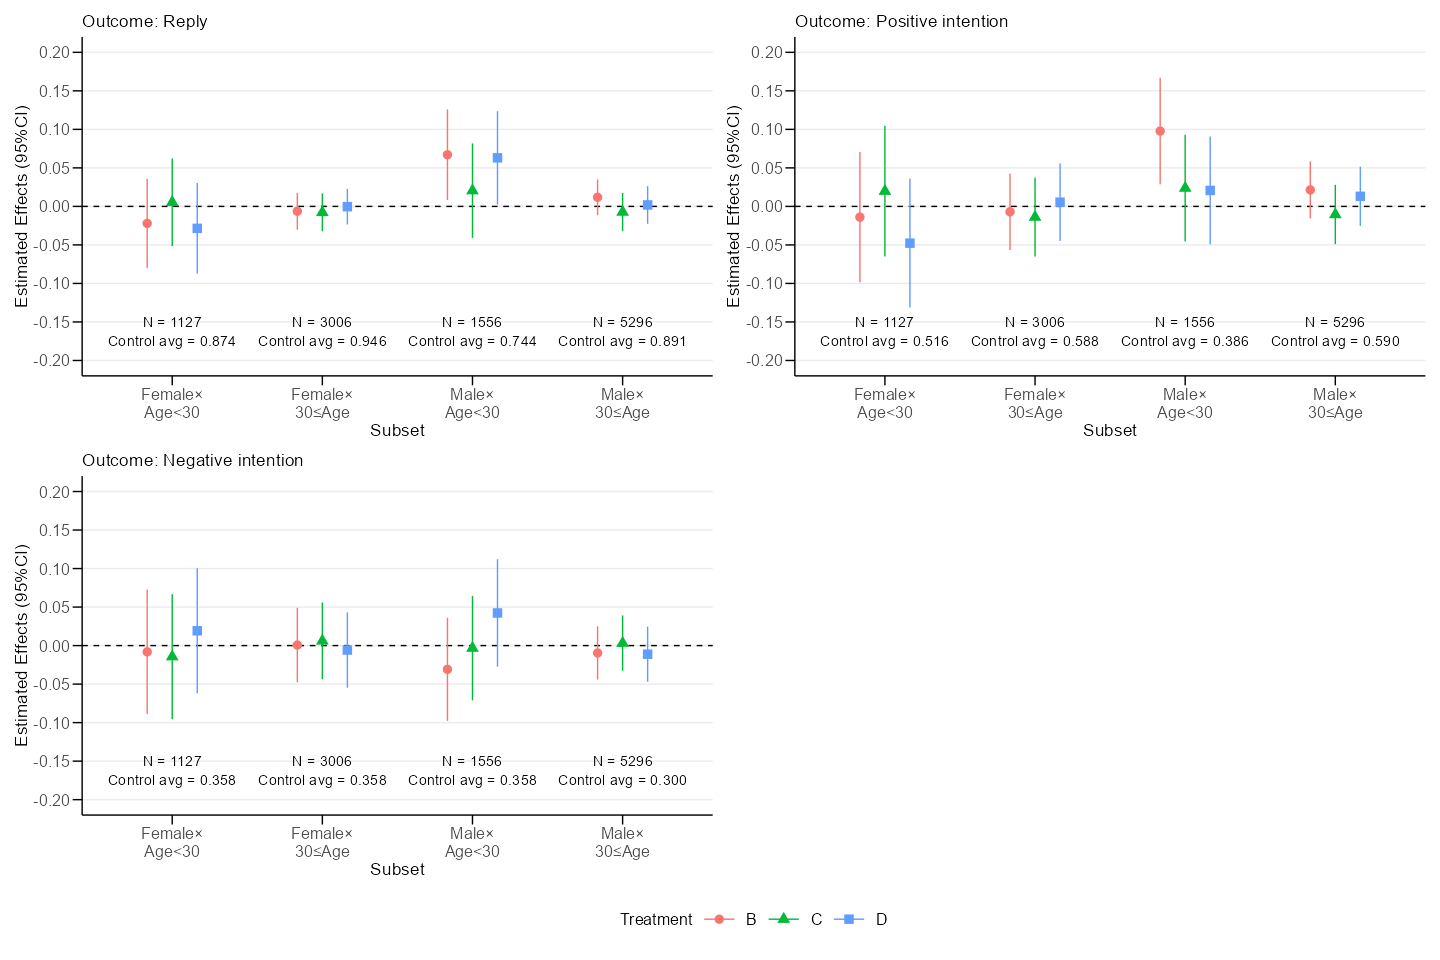 Outcome: Reply
Estimated Effects (95%CI)
0.20
0.15
0.10
0.05
0.00
-0.05
-0.10
-0.15
-0.20
N = 1127
Control avg = 0.874
N = 3006
Control avg = 0.946
N = 1556
Control avg = 0.744
N = 5296
Control avg = 0.891
Female×
Age<30
Female×
30≤Age
Male×
Age<30
Male×
30≤Age
Subset
Outcome: Positive intention
Estimated Effects (95%CI)
0.20
0.15
0.10
0.05
0.00
-0.05
-0.10
-0.15
-0.20
N = 1127
Control avg = 0.516
N = 3006
Control avg = 0.588
N = 1556
Control avg = 0.386
N = 5296
Control avg = 0.590
Female×
Age<30
Female×
30≤Age
Male×
Age<30
Male×
30≤Age
Subset
Outcome: Negative intention
Estimated Effects (95%CI)
0.20
0.15
0.10
0.05
0.00
-0.05
-0.10
-0.15
-0.20
N = 1127
Control avg = 0.358
N = 3006
Control avg = 0.358
N = 1556
Control avg = 0.358
N = 5296
Control avg = 0.300
Female×
Age<30
Female×
30≤Age
Male×
Age<30
Male×
30≤Age
Subset
Treatment B C D